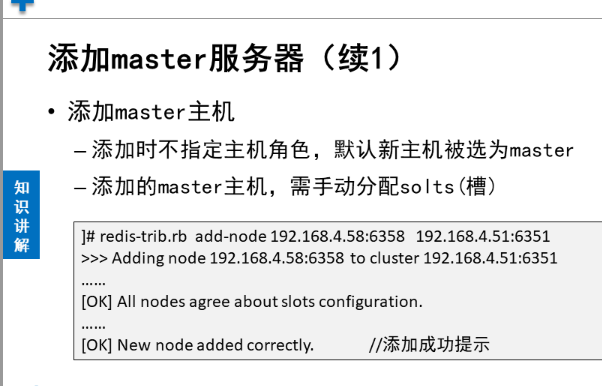 添加master服务器（续1）
• 添加master主机
– 添加时不指定主机角色，默认新主机被选为master
– 添加的master主机，需手动分配solts(槽)
知识讲解
]# redis-trib.rb add-node 192.168.4.58:6358 192.168.4.51:6351
>>> Adding node 192.168.4.58:6358 to cluster 192.168.4.51:6351
......
[OK] All nodes agree about slots configuration.
......
[OK] New node added correctly. //添加成功提示